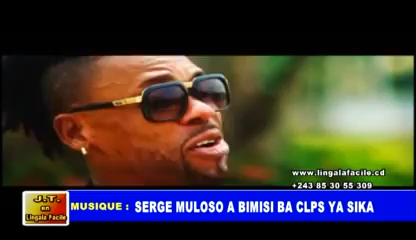 www.lingalafacile.cd
+243 85 30 55 309
J.T.
en
Lingala Facile
MUSIQUE : SERGE MULOSO A BIMISI BA CLPS YA SIKA